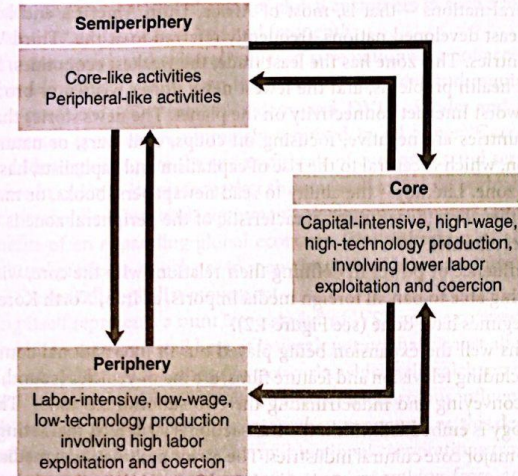 Semiperiphery
Core-like activities
Peripheral-like activities
Core
Capital-intensive, high-wage,
high-technology production,
involving lower labor
exploitation and coercion
Periphery
Labor-intensive, low-wage,
low-technology production
involving high labor
exploitation and coercion